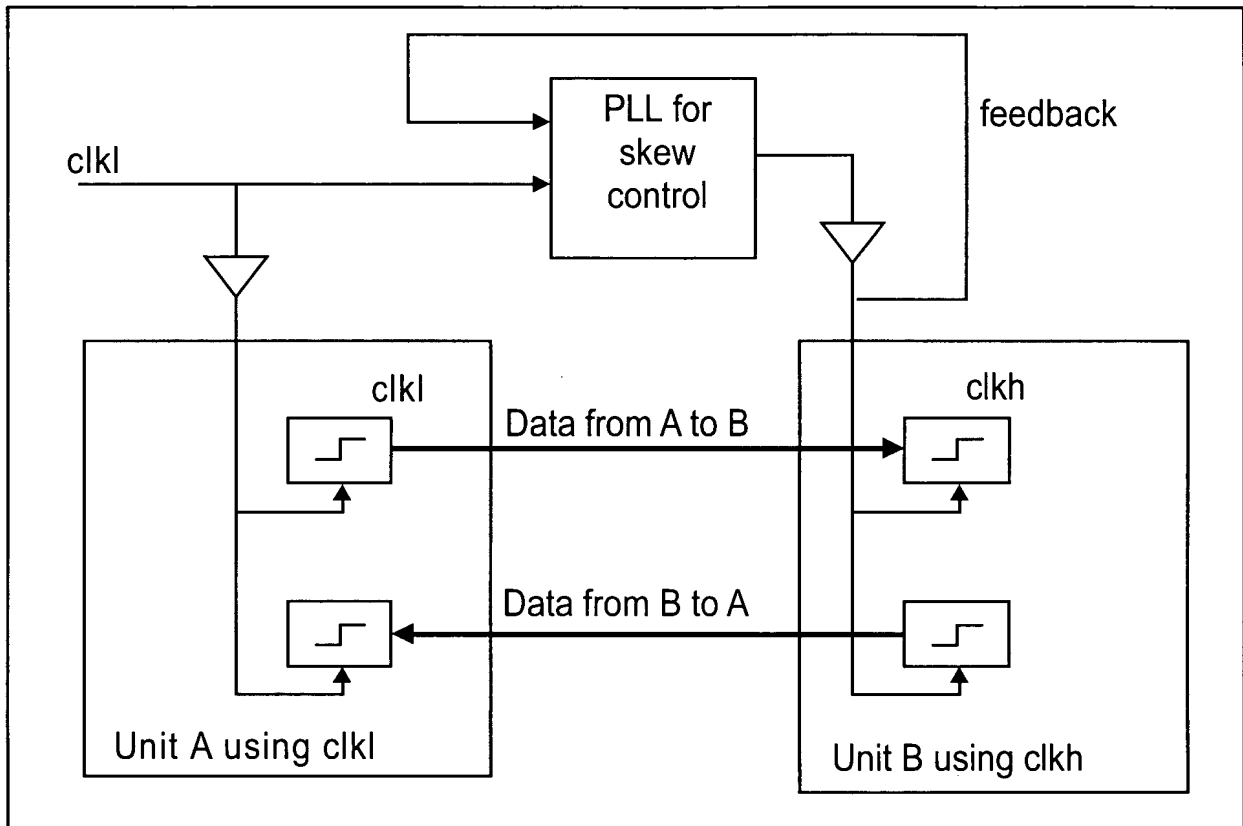 PLL for
skew
control
feedback
clkl
clkl
clkh
Data from A to B
Data from B to A
Unit A using clkl
Unit B using clkh